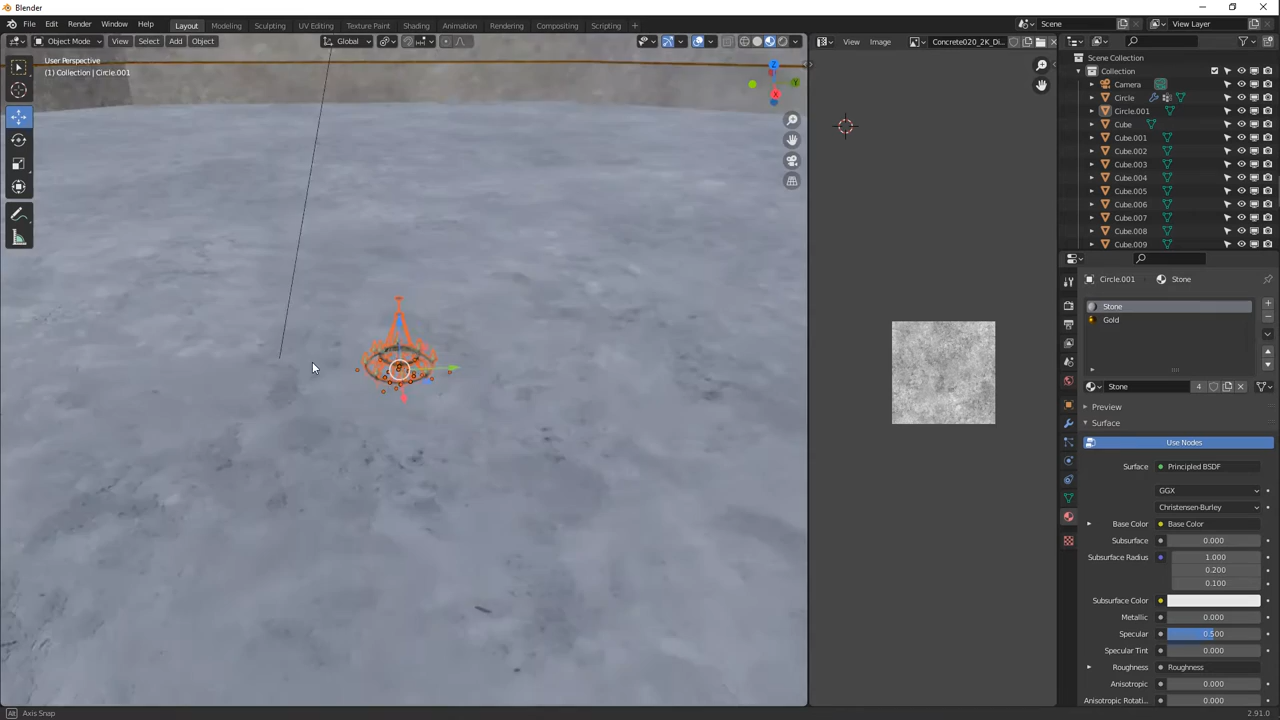 Blender
File Edit Render Window Help Layout Modeling Sculpting UV Editing Texture Paint Shading Animation Rendering Compositing Scripting + Scene View Layer
Object Mode View Select Add Object Global View Image Concrete020_2K_Di...
User Perspective
(1) Collection | Circle.001
Z
Y
X
Scene Collection
Collection
Camera
Circle
Circle.001
Cube
Cube.001
Cube.002
Cube.003
Cube.004
Cube.005
Cube.006
Cube.007
Cube.008
Cube.009
Circle.001 Stone
Stone
Gold
Stone 4
Preview
Surface
Use Nodes
Surface Principled BSDF
GGX
Christensen-Burley
Base Color Base Color
Subsurface 0.000
Subsurface Radius 1.000
0.200
0.100
Subsurface Color
Metallic 0.000
Specular 0.500
Specular Tint 0.000
Roughness Roughness
Anisotropic 0.000
Anisotropic Rotati... 0.000
Alt Axis Snap 2.91.0